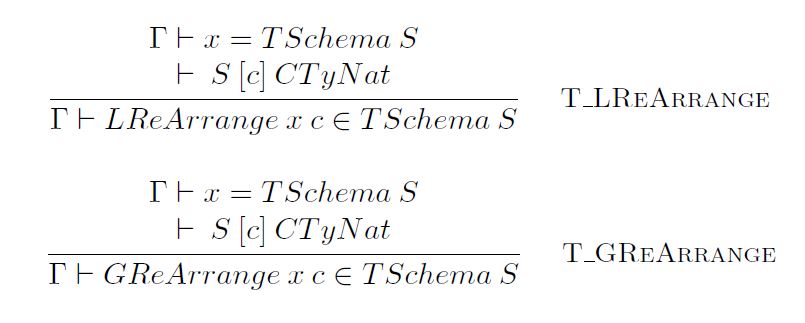 Γ ⊢ x = TSchema S
⊢ S [c] CTyNat
Γ ⊢ LReArrange x c ∈ TSchema S
T_LReArrange
Γ ⊢ x = TSchema S
⊢ S [c] CTyNat
Γ ⊢ GReArrange x c ∈ TSchema S
T_GReArrange